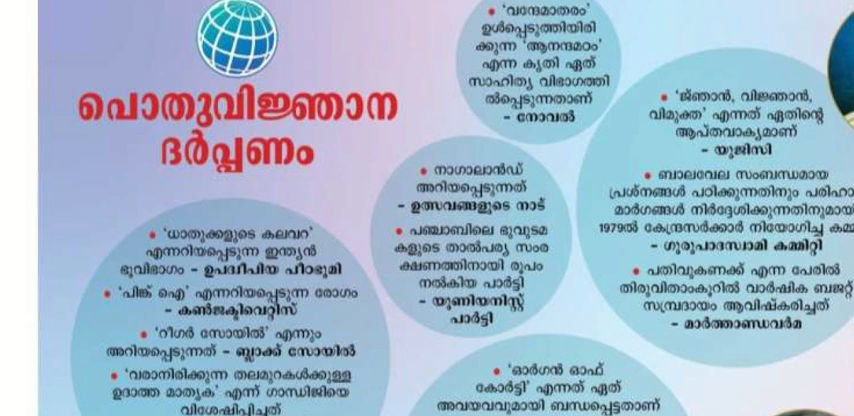 പൊതുവിജ്ഞാന
ദർപ്പണം
• 'വന്ദേമാതരം'
ഉൾപ്പെടുത്തിയിരി
ക്കുന്ന 'ആനന്ദമഠം'
എന്ന കൃതി ഏത്
സാഹിത്യ വിഭാഗത്തി
ൽപ്പെടുന്നതാണ്
- നോവൽ
• 'ജ്ഞാൻ, വിജ്ഞാൻ,
വിമുക്ത' എന്നത് ഏതിന്റെ
ആപ്തവാക്യമാണ്
- യുജിസി
• ബാലവേല സംബന്ധമായ
പ്രശ്നങ്ങൾ പഠിക്കുന്നതിനും പരിഹാ
മാർഗങ്ങൾ നിർദ്ദേശിക്കുന്നതിനുമായി
1979ൽ കേന്ദ്രസർക്കാർ നിയോഗിച്ച കമ്മ
- ഗുരുപാദസ്വാമി കമ്മിറ്റി
• പതിവുകണക്ക് എന്ന പേരിൽ
തിരുവിതാംകൂറിൽ വാർഷിക ബജറ്റ്
സമ്പ്രദായം ആവിഷ്കരിച്ചത്
- മാർത്താണ്ഡവർമ
• നാഗാലാൻഡ്
അറിയപ്പെടുന്നത്
- ഉത്സവങ്ങളുടെ നാട്
• പഞ്ചാബിലെ ഭൂവുടമ
കളുടെ താൽപര്യ സംര
ക്ഷണത്തിനായി രൂപം
നൽകിയ പാർട്ടി
- യൂണിയനിസ്റ്റ്
പാർട്ടി
• 'ധാതുക്കളുടെ കലവറ'
എന്നറിയപ്പെടുന്ന ഇന്ത്യൻ
ഭൂവിഭാഗം - ഉപദ്വീപിയ പീഠഭൂമി
• 'പിങ്ക് ഐ' എന്നറിയപ്പെടുന്ന രോഗം
- കൺജക്ടിവൈറ്റിസ്
• 'റീഗർ സോയിൽ' എന്നും
അറിയപ്പെടുന്നത് - ബ്ലാക്ക് സോയിൽ
• 'വരാനിരിക്കുന്ന തലമുറകൾക്കുള്ള
ഉദാത്ത മാതൃക' എന്ന് ഗാന്ധിജിയെ
വിശേഷിപ്പിച്ചത്
• 'ഓർഗൻ ഓഫ്
കോർട്ടി' എന്നത് ഏത്
അവയവവുമായി ബന്ധപ്പെട്ടതാണ്